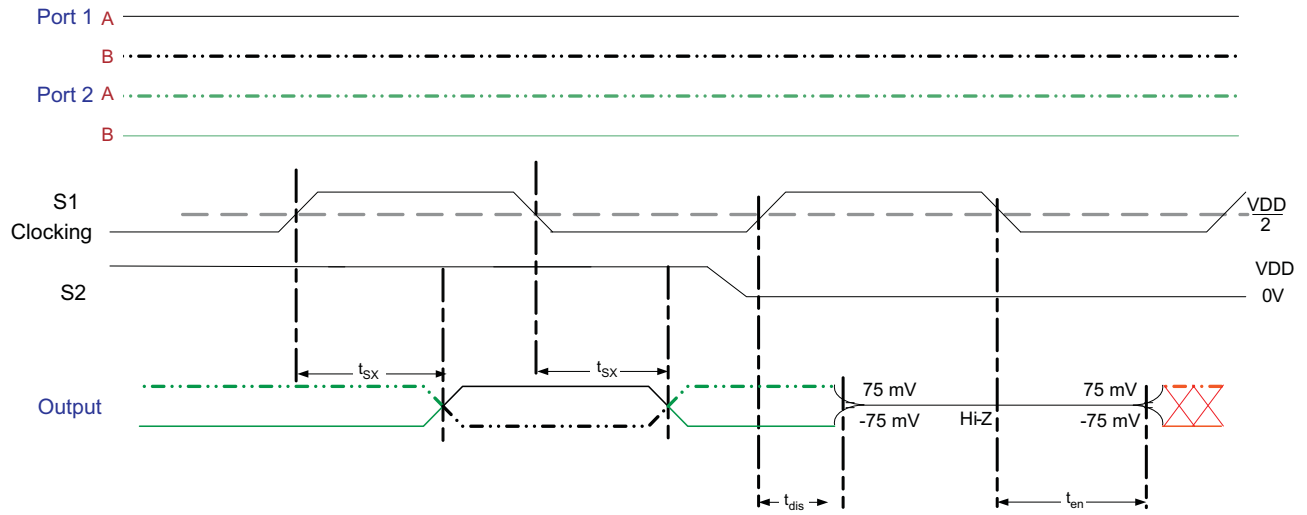 Port 1 A
B
Port 2 A
B
S1
Clocking
VDD
2
S2
VDD
0V
tSX
tSX
Output
75 mV
-75 mV
Hi-Z
75 mV
-75 mV
tdis
ten